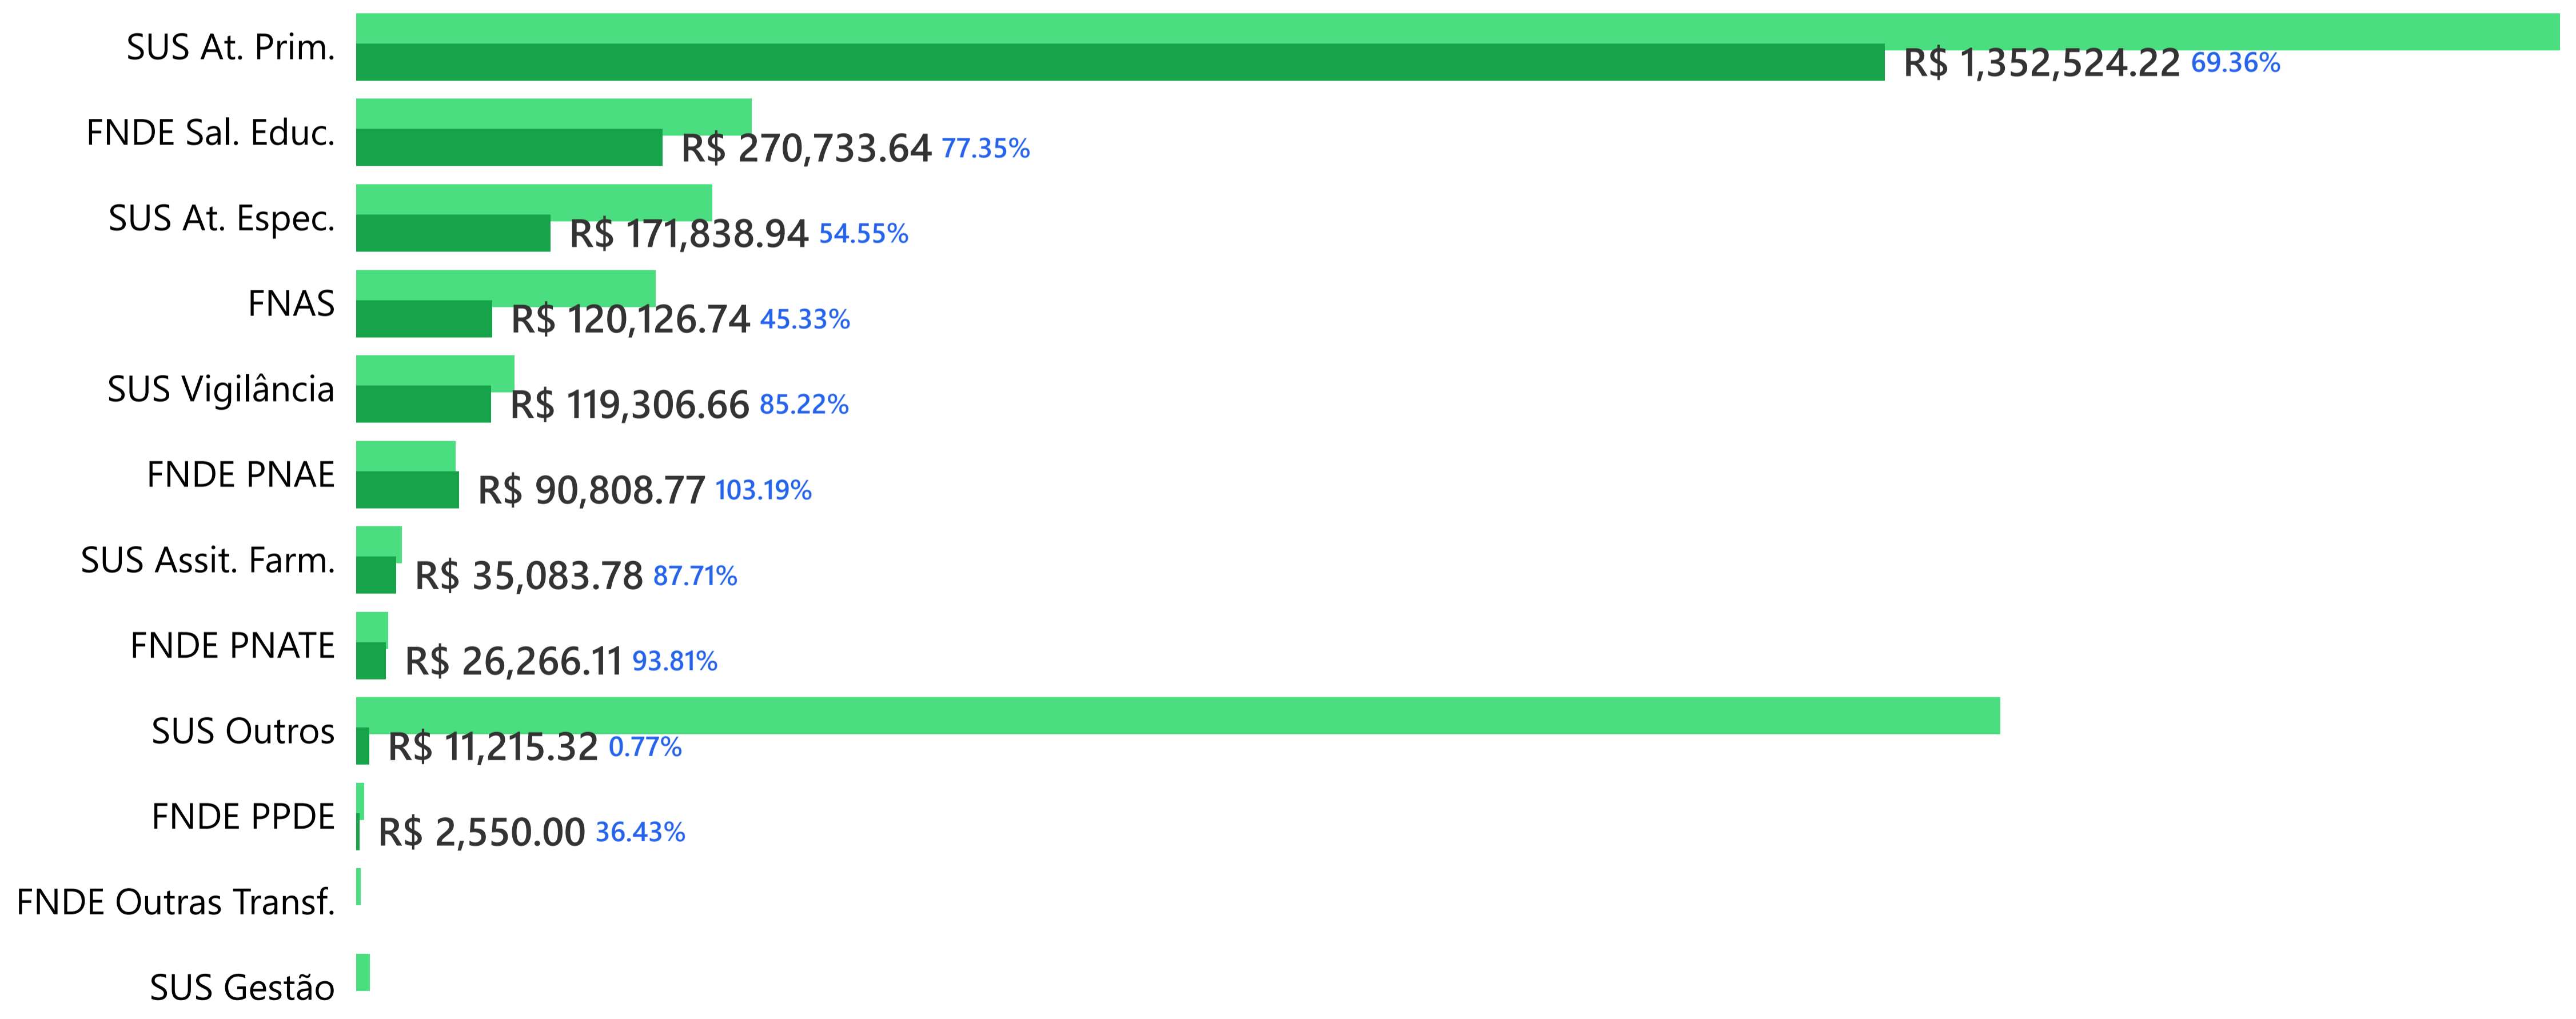 SUS At. Prim. R$ 1,352,524.22 69.36%
FNDE Sal. Educ. R$ 270,733.64 77.35%
SUS At. Espec. R$ 171,838.94 54.55%
FNAS R$ 120,126.74 45.33%
SUS Vigilância R$ 119,306.66 85.22%
FNDE PNAE R$ 90,808.77 103.19%
SUS Assit. Farm. R$ 35,083.78 87.71%
FNDE PNATE R$ 26,266.11 93.81%
SUS Outros R$ 11,215.32 0.77%
FNDE PPDE R$ 2,550.00 36.43%
FNDE Outras Transf.
SUS Gestão